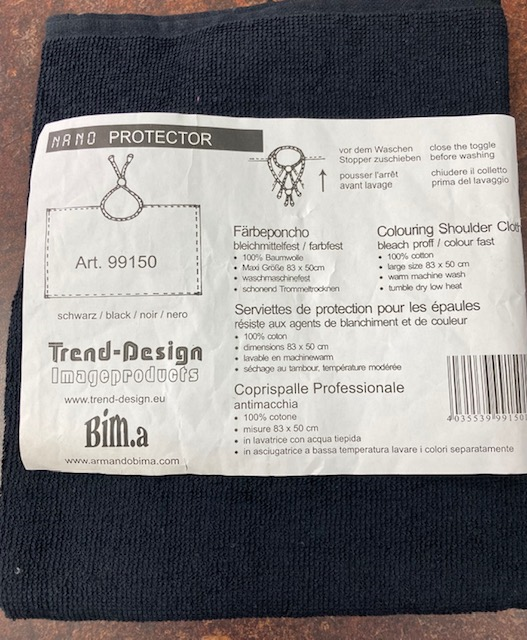 NANO PROTECTOR
vor dem Waschen
Stopper zuschieben
close the toggle
before washing
pousser l'arrêt
avant lavage
chiudere il colletto
prima del lavaggio
Art. 99150
schwarz / black / noir / nero
Trend-Design
Imageproducts
www.trend-design.eu
Bim.a
www.armandobima.com
Färbeponcho
bleichmittelfest / farbfest
• 100% Baumwolle
• Maxi Größe 83 x 50cm
• waschmaschinefest
• schonend Trommeltrocknen
Colouring Shoulder Cloth
bleach proff / colour fast
• 100% cotton
• large size 83 x 50 cm
• warm machine wash
• tumble dry low heat
Serviettes de protection pour les épaules
résiste aux agents de blanchiment et de couleur
• 100% coton
• dimensions 83 x 50 cm
• lavable en machinewarm
• séchage au tambour, température modérée
Coprispalle Professionale
antimacchia
• 100% cotone
• misure 83 x 50 cm
• in lavatrice con acqua tiepida
• in asciugatrice a bassa temperatura lavare i colori separatamente
4 035539 99150